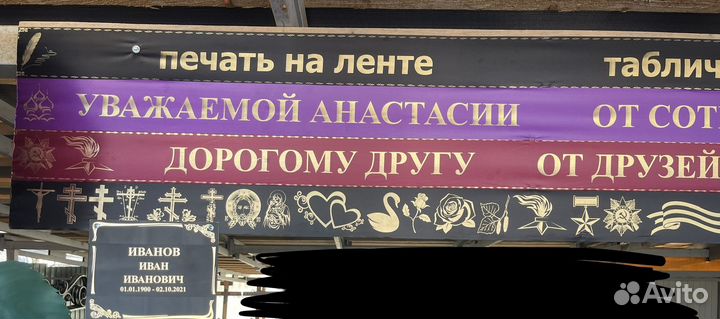 печать на ленте таблич
УВАЖАЕМОЙ АНАСТАСИИ ОТ СОТ
ДОРОГОМУ ДРУГУ ОТ ДРУЗЕЙ
ИВАНОВ
ИВАН
ИВАНОВИЧ
01.01.1900 - 02.10.2021
Avito